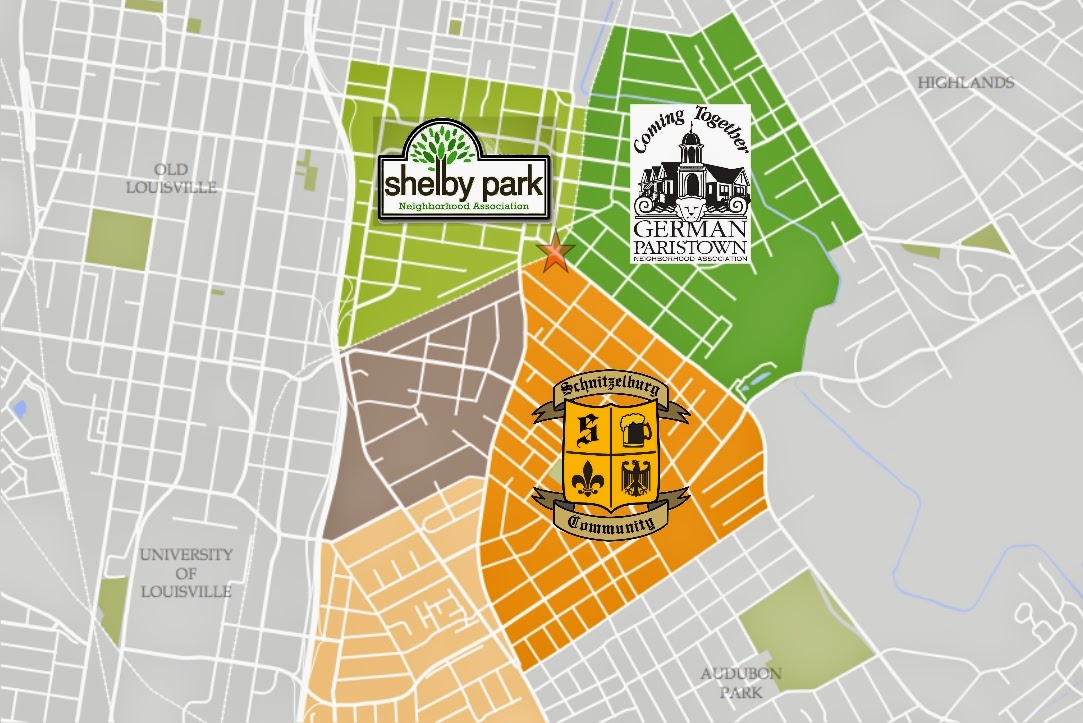 HIGHLANDS
Coming Together
OLD
LOUISVILLE
shelby park
Neighborhood Association
GERMAN
PARISTOWN
NEIGHBORHOOD ASSOCIATION
Schnitzelburg
S
Community
UNIVERSITY
OF
LOUISVILLE
AUDUBON
PARK